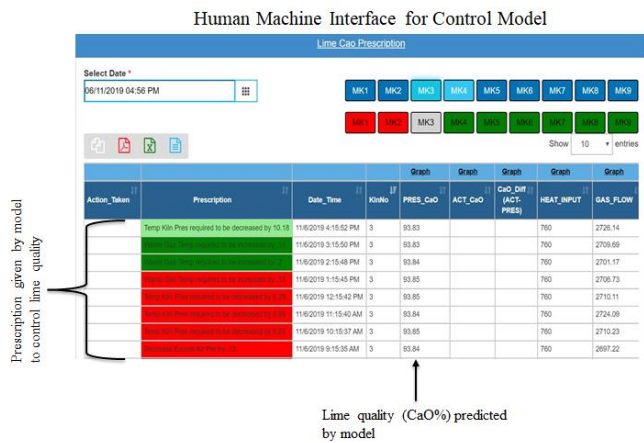 Human Machine Interface for Control Model
Lime Cao Prescription
Select Date *
06/11/2019 04:56 PM
MK1 MK2 MK3 MK4 MK5 MK6 MK7 MK8 MK9
MK1 MK2 MK3 MK4 MK5 MK6 MK7 MK8 MK9
Show 10 entries
Graph Graph Graph Graph Graph
Action_Taken Prescription Date_Time KlnNo PRES_CaO ACT_CaO CaO_Diff (ACT-PRES) HEAT_INPUT GAS_FLOW
Temp Kiln Pres required to be decreased by 10.18 11/6/2019 4:15:52 PM 3 93.83 760 2726.14
11/6/2019 3:15:50 PM 3 93.83 760 2709.69
11/6/2019 2:15:48 PM 3 93.84 760 2701.17
11/6/2019 1:15:45 PM 3 93.85 760 2706.73
11/6/2019 12:15:42 PM 3 93.85 760 2710.11
11/6/2019 11:15:40 AM 3 93.84 760 2724.09
11/6/2019 10:15:37 AM 3 93.85 760 2710.23
11/6/2019 9:15:35 AM 3 93.84 760 2697.22
Prescription given by model
to control lime quality
Lime quality (CaO%) predicted
by model